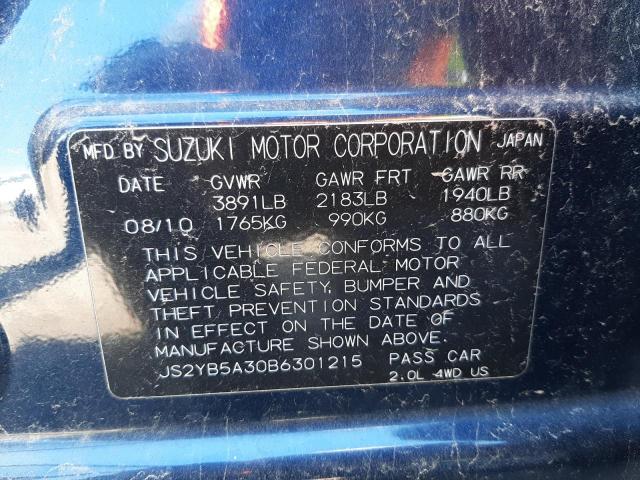 MFD BY SUZUKI MOTOR CORPORATION JAPAN
DATE GVWR GAWR FRT GAWR RR
3891LB 2183LB 1940LB
08/10 1765KG 990KG 880KG
THIS VEHICLE CONFORMS TO ALL
APPLICABLE FEDERAL MOTOR
VEHICLE SAFETY, BUMPER AND
THEFT PREVENTION STANDARDS
IN EFFECT ON THE DATE OF
MANUFACTURE SHOWN ABOVE.
JS2YB5A30B6301215 PASS CAR
2.0L 4WD US